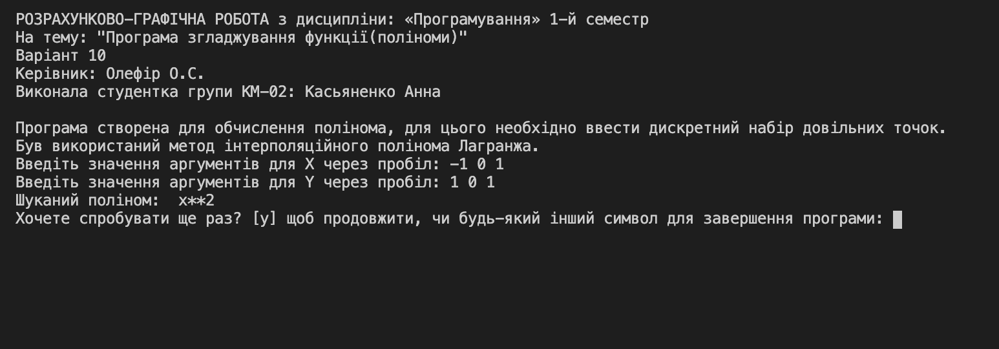 РОЗРАХУНКОВО-ГРАФІЧНА РОБОТА з дисципліни: «Програмування» 1-й семестр
На тему: "Програма згладжування функції(поліноми)"
Варіант 10
Керівник: Олефір О.С.
Виконала студентка групи КМ-02: Касьяненко Анна
Програма створена для обчислення полінома, для цього необхідно ввести дискретний набір довільних точок.
Був використаний метод інтерполяційного полінома Лагранжа.
Введіть значення аргументів для X через пробіл: -1 0 1
Введіть значення аргументів для Y через пробіл: 1 0 1
Шуканий поліном:  x**2
Хочете спробувати ще раз? [y] щоб продовжити, чи будь-який інший символ для завершення програми: